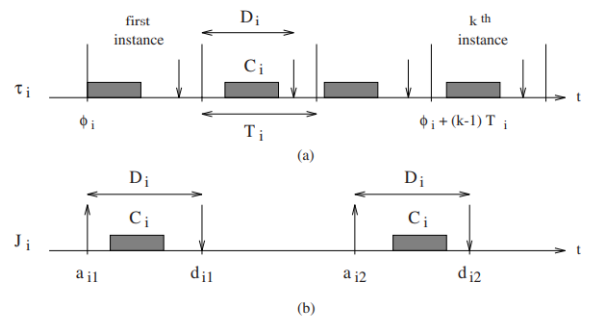 first instance
D i
k th instance
τ i
C i
t
ϕ i
T i
ϕ i + (k-1) T i
(a)
D i
D i
J i
C i
C i
t
a i1
d i1
a i2
d i2
(b)